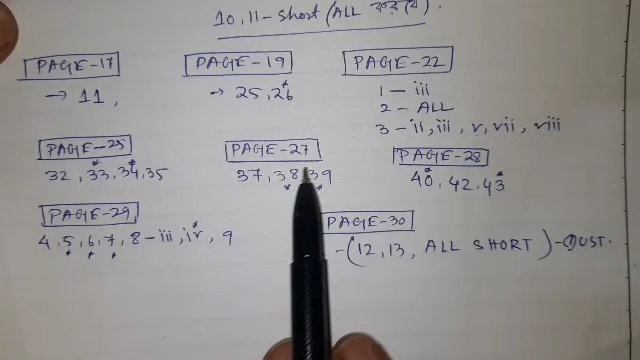 10,11-Short (ALL করবে).
PAGE-17
→ 11,
PAGE-19
→ 25,26
PAGE-22
1 - iii
2 - ALL
3 - ii, iii, v, vii, viii
PAGE-25
32, 33, 34, 35
PAGE-27
37, 38, 39
PAGE-28
40, 42, 43
PAGE-29
4, 5, 6, 7, 8-iii, iv, 9
PAGE-30
-(12, 13, ALL SHORT)-